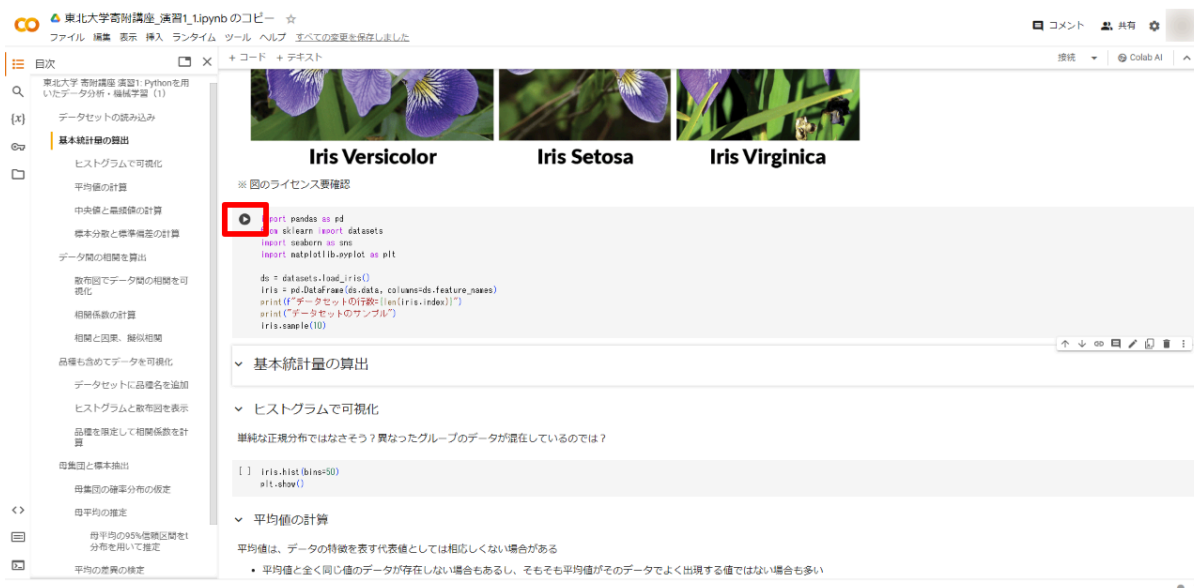 東北大学寄附講座_演習1_1.ipynb のコピー
コメント
共有
ファイル 編集 表示 挿入 ランタイム ツール ヘルプ すべての変更を保存しました
目次
+ コード + テキスト
接続
Colab AI
東北大学 寄附講座 演習1: Pythonを用
いたデータ分析・機械学習（1）
データセットの読み込み
基本統計量の算出
ヒストグラムで可視化
平均値の計算
中央値と最頻値の計算
標本分散と標準偏差の計算
データ間の相関を算出
散布図でデータ間の相関を可
視化
相関係数の計算
相関と因果、擬似相関
品種も含めてデータを可視化
データセットに品種名を追加
ヒストグラムと散布図を表示
品種を限定して相関係数を計
算
母集団と標本抽出
母集団の確率分布の仮定
母平均の推定
母平均の95%信頼区間をt
分布を用いて推定
平均の差異の検定
{x}
<>
Iris Versicolor
Iris Setosa
Iris Virginica
※ 図のライセンス要確認
port pandas as pd
om sklearn import datasets
import seaborn as sns
import matplotlib.pyplot as plt
ds = datasets.load_iris()
iris = pd.DataFrame(ds.data, columns=ds.feature_names)
print(f"データセットの行数={len(iris.index)}")
print("データセットのサンプル")
iris.sample(10)
基本統計量の算出
ヒストグラムで可視化
単純な正規分布ではなさそう？異なったグループのデータが混在しているのでは？
[ ] iris.hist(bins=50)
plt.show()
平均値の計算
平均値は、データの特徴を表す代表値としては相応しくない場合がある
• 平均値と全く同じ値のデータが存在しない場合もあるし、そもそも平均値がそのデータでよく出現する値ではない場合も多い